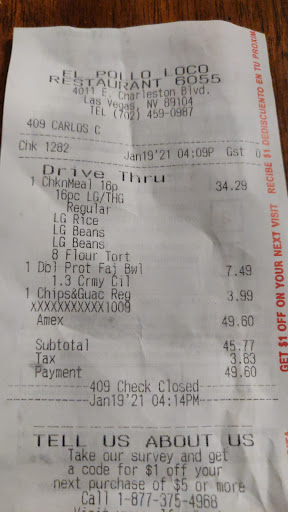 EL POLLO LOCO
RESTAURANT 6055
4011 E. Charleston Blvd.
Las Vegas, NV 89104
TEL (702) 459-0987
409 CARLOS C
Chk 1282 Jan19'21 04:09P Gst 0
Drive Thru
1 ChknMeal 16p 34.29
16pc LG/THG
Regular
LG Rice
LG Beans
LG Beans
8 Flour Tort
1 Dbl Prot Faj Bwl 7.49
1.3 Crmy Cil
1 Chips&Guac Reg 3.99
XXXXXXXXXXX1009
Amex 49.60
Subtotal 45.77
Tax 3.83
Payment 49.60
409 Check Closed
Jan19'21 04:14PM
TELL US ABOUT US
Take our survey and get
a code for $1 off your
next purchase of $5 or more
Call 1-877-375-4968
GET $1 OFF ON YOUR NEXT VISIT RECIBE $1 DEDISCUENTO EN TU PROXIM